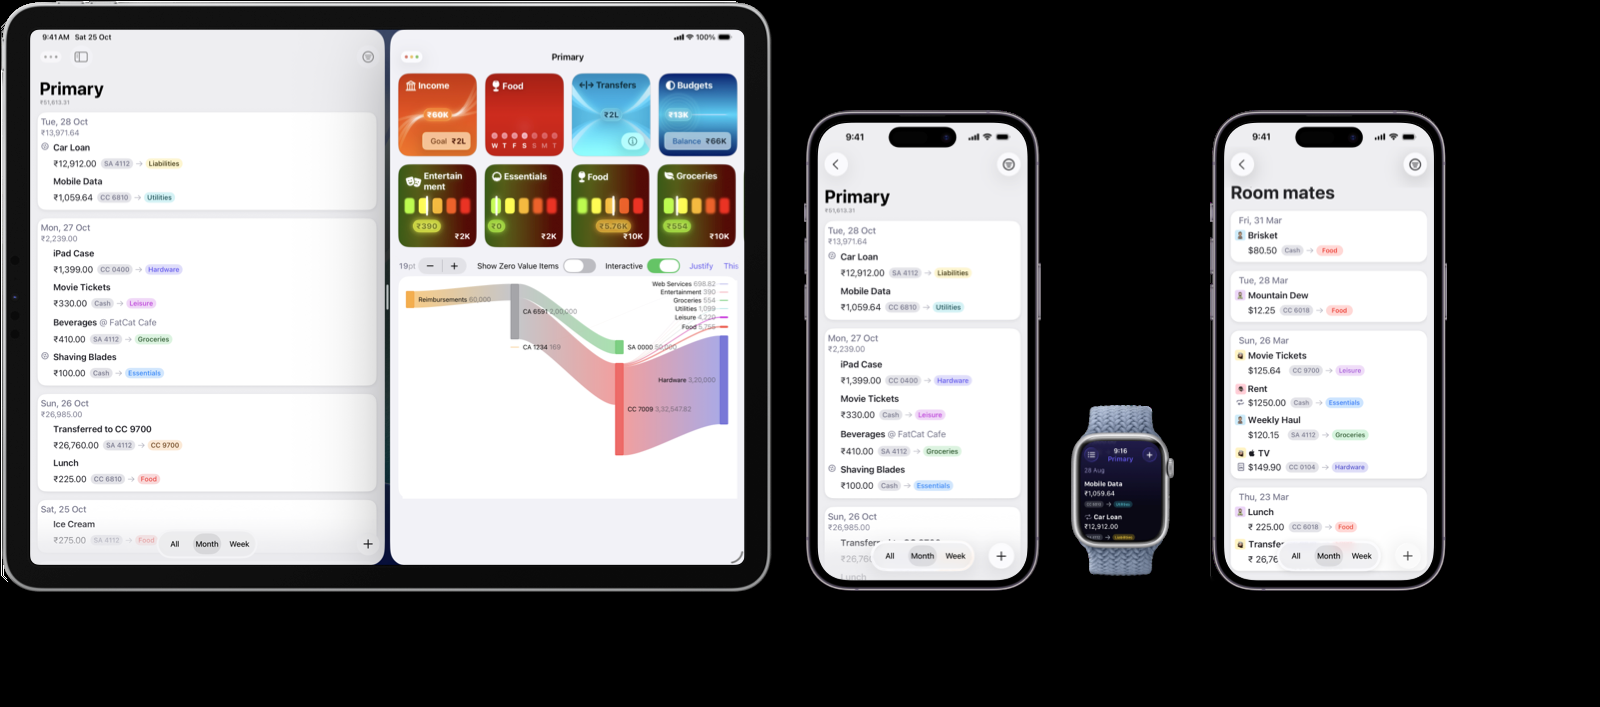 9:41 AM Sat 25 Oct
Primary
₹51,613.31
Tue, 28 Oct
₹13,971.64
Car Loan
₹12,912.00 SA 4112 → Liabilities
Mobile Data
₹1,059.64 CC 6810 → Utilities
Mon, 27 Oct
₹2,239.00
iPad Case
₹1,399.00 CC 0400 → Hardware
Movie Tickets
₹330.00 Cash → Leisure
Beverages @ FatCat Cafe
₹410.00 SA 4112 → Groceries
Shaving Blades
₹100.00 Cash → Essentials
Sun, 26 Oct
₹26,985.00
Transferred to CC 9700
₹26,760.00 SA 4112 → CC 9700
Lunch
₹225.00 CC 6810 → Food
Sat, 25 Oct
Ice Cream
₹275.00 SA 4112 → Food
All Month Week +
100%
Primary
Income
₹60K
Goal ₹2L
Food
W T F S S M T
Transfers
₹2L
Budgets
₹13K
Balance ₹66K
Entertain
ment
₹390
₹2K
Essentials
₹0
₹2K
Food
₹5.76K
₹10K
Groceries
₹554
₹10K
19pt − + Show Zero Value Items Interactive Justify This
Reimbursements 60,000
CA 6591 2,00,000
CA 1234 169
SA 0000 60,000
CC 7009 3,32,547.82
Web Services 698.82
Entertainment 390
Groceries 554
Utilities 1,099
Leisure 4,220
Food 5,755
Hardware 3,20,000
9:41
Primary
₹51,613.31
Tue, 28 Oct
₹13,971.64
Car Loan
₹12,912.00 SA 4112 → Liabilities
Mobile Data
₹1,059.64 CC 6810 → Utilities
Mon, 27 Oct
₹2,239.00
iPad Case
₹1,399.00 CC 0400 → Hardware
Movie Tickets
₹330.00 Cash → Leisure
Beverages @ FatCat Cafe
₹410.00 SA 4112 → Groceries
Shaving Blades
₹100.00 Cash → Essentials
Sun, 26 Oct
₹26,985.00
All Month Week +
Lunch
9:16
Primary
28 Aug
Mobile Data
₹1,059.64
Car Loan
₹12,912.00
9:41
Room mates
Fri, 31 Mar
Brisket
$80.50 Cash → Food
Tue, 28 Mar
Mountain Dew
$12.25 CC 6018 → Food
Sun, 26 Mar
Movie Tickets
$125.64 CC 9700 → Leisure
Rent
$1250.00 Cash → Essentials
Weekly Haul
$120.15 SA 4112 → Groceries
TV
$149.90 CC 0104 → Hardware
Thu, 23 Mar
Lunch
₹ 225.00 CC 6018 → Food
Transfe
₹ 26,76
All Month Week +